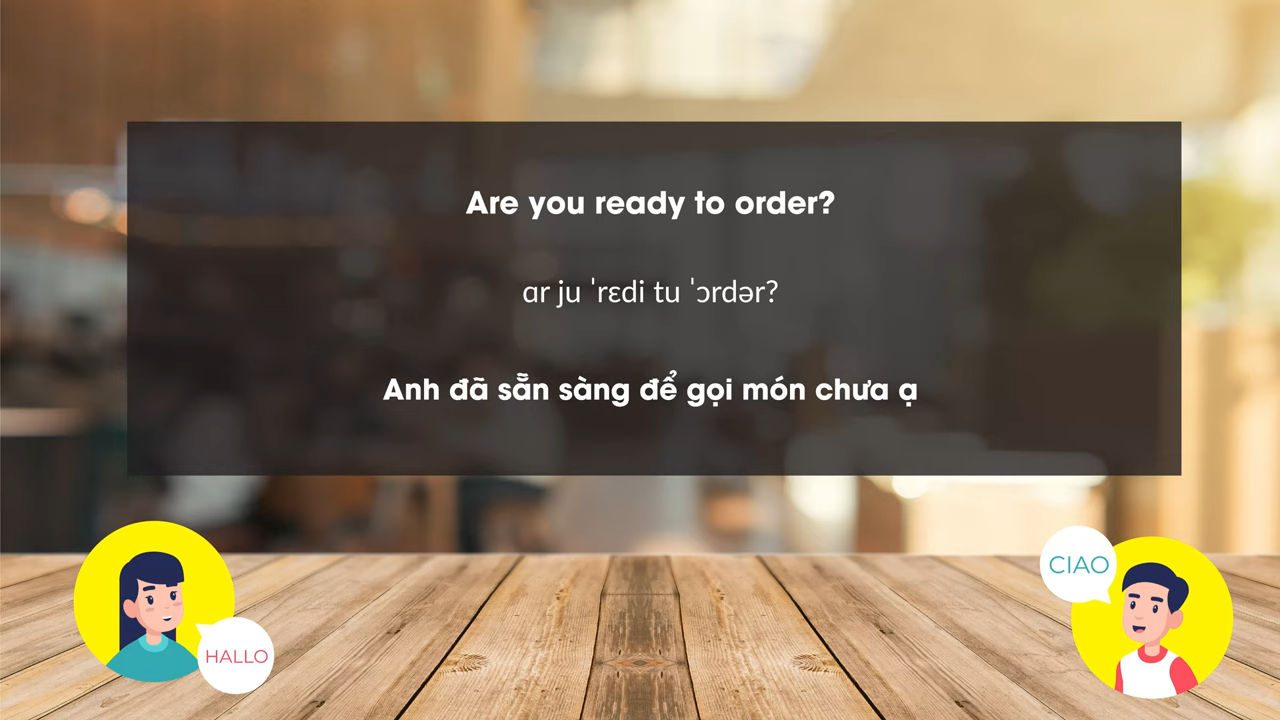 Are you ready to order?
ɑr ju ˈrɛdi tu ˈɔrdər?
Anh đã sẵn sàng để gọi món chưa ạ
CIAO
HALLO